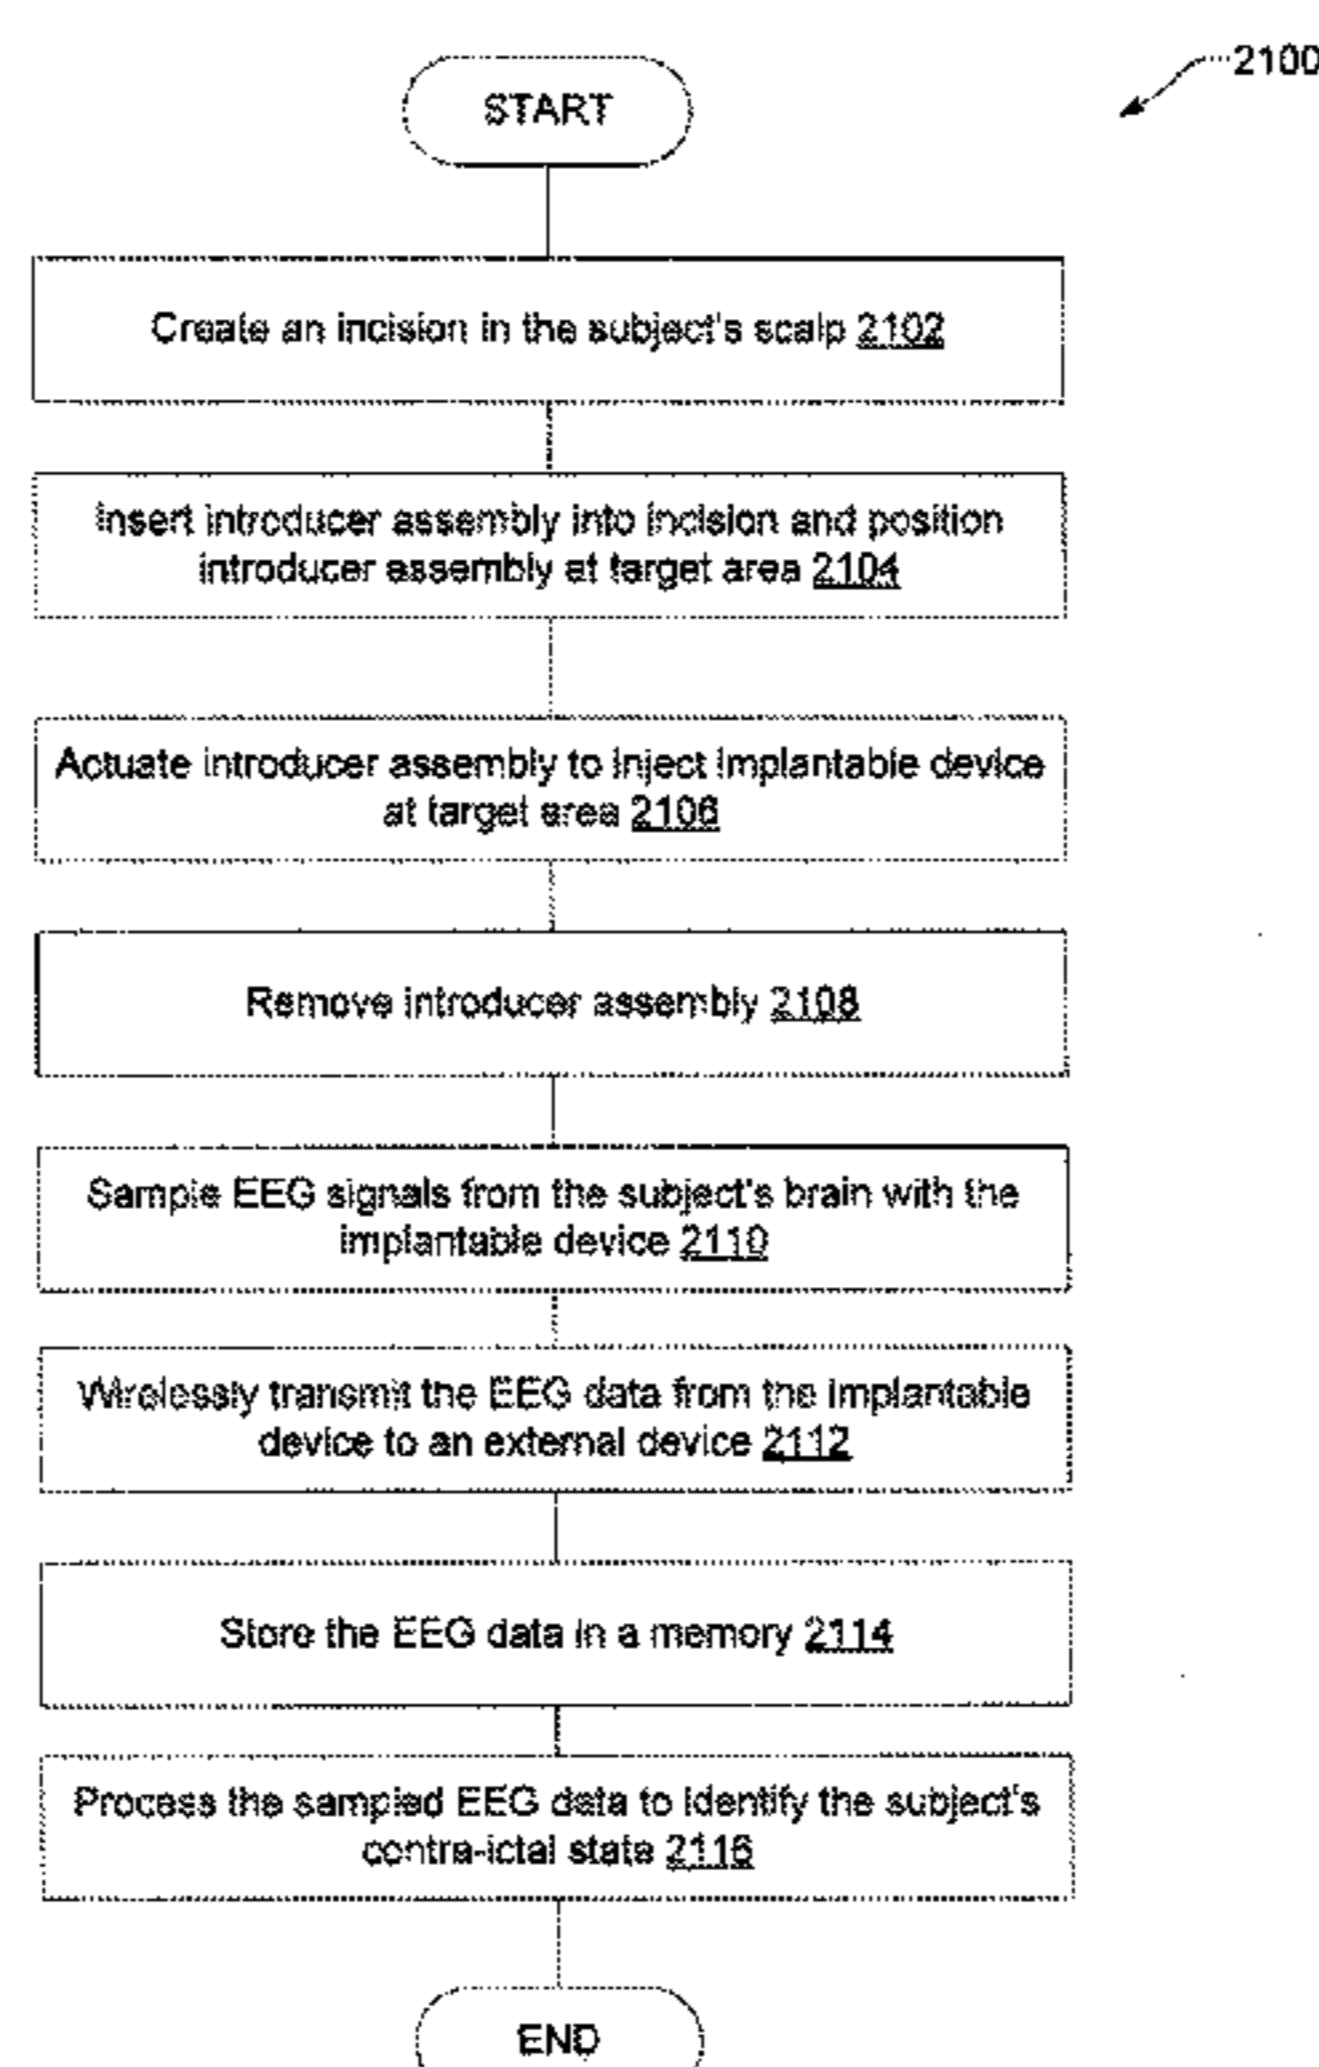 2100
START
Create an incision in the subject's scalp 2102
Insert introducer assembly into incision and position
introducer assembly at target area 2104
Actuate introducer assembly to inject implantable device
at target area 2106
Remove introducer assembly 2108
Sample EEG signals from the subject's brain with the
implantable device 2110
Wirelessly transmit the EEG data from the implantable
device to an external device 2112
Store the EEG data in a memory 2114
Process the sampled EEG data to identify the subject's
contra-ictal state 2116
END